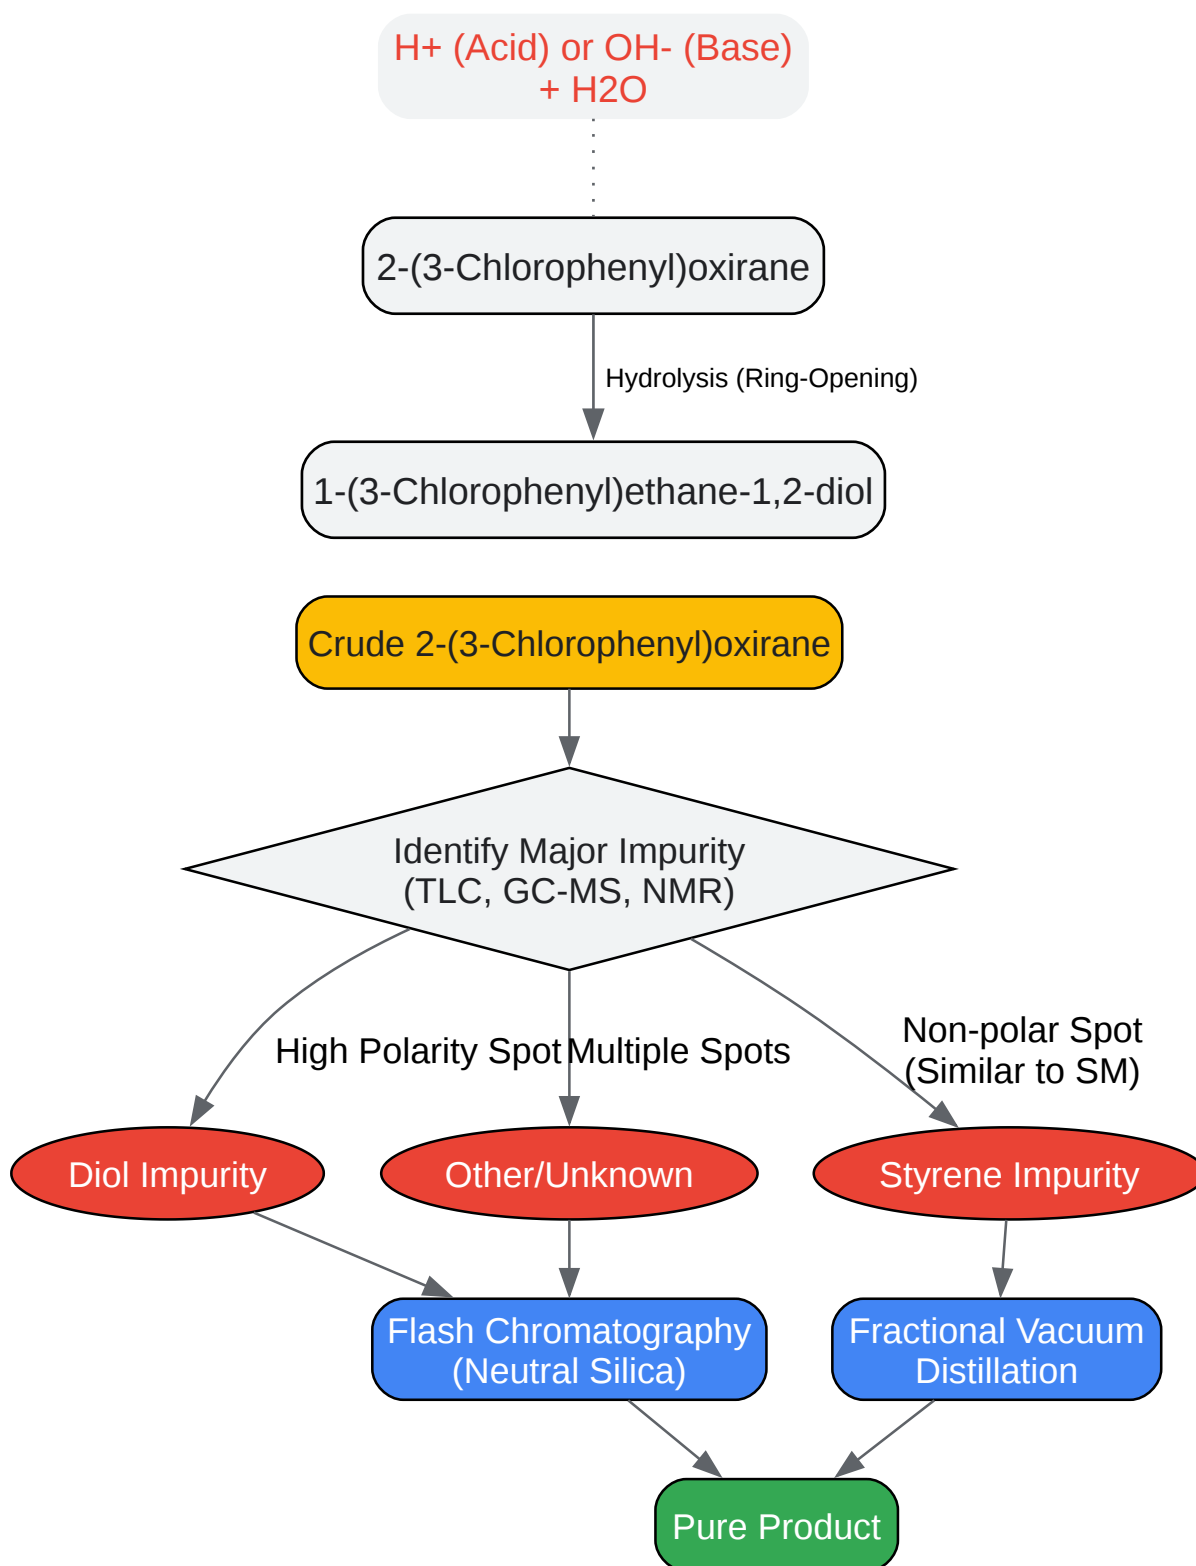 H+ (Acid) or OH- (Base)
+ H2O
2-(3-Chlorophenyl)oxirane
Hydrolysis (Ring-Opening)
1-(3-Chlorophenyl)ethane-1,2-diol
Crude 2-(3-Chlorophenyl)oxirane
Identify Major Impurity
(TLC, GC-MS, NMR)
High Polarity Spot
Multiple Spots
Non-polar Spot
(Similar to SM)
Diol Impurity
Other/Unknown
Styrene Impurity
Flash Chromatography
(Neutral Silica)
Fractional Vacuum
Distillation
Pure Product